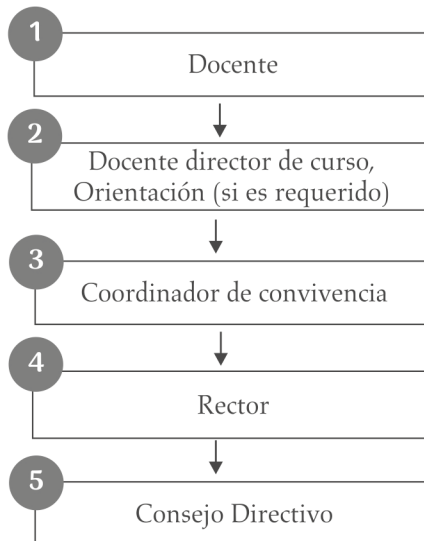 1
Docente
2
Docente director de curso,
Orientación (si es requerido)
3
Coordinador de convivencia
4
Rector
5
Consejo Directivo